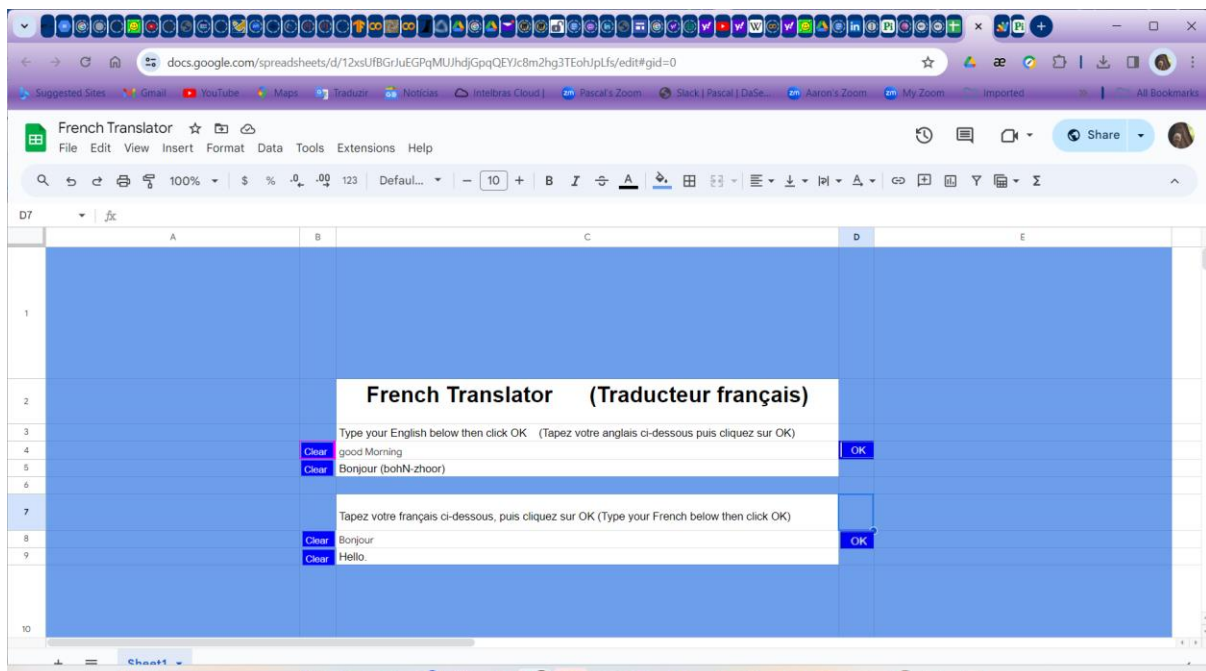 docs.google.com/spreadsheets/d/12xsUfBGrJuEGPqMUJhdjGpqQEYJc8m2hg3TEohJpLfs/edit#gid=0
Suggested Sites Gmail YouTube Maps Traduzir Notícias Intelbras Cloud | Pascal's Zoom Slack | Pascal | DaSe... Aaron's Zoom My Zoom Imported All Bookmarks
French Translator
Share
File Edit View Insert Format Data Tools Extensions Help
100% $ % .0 .00 123 Defaul... 10 B I A
D7 fx
A B C D E
1
2 French Translator (Traducteur français)
3 Type your English below then click OK (Tapez votre anglais ci-dessous puis cliquez sur OK)
4 Clear good Morning OK
5 Clear Bonjour (bohN-zhoor)
6
7 Tapez votre français ci-dessous, puis cliquez sur OK (Type your French below then click OK)
8 Clear Bonjour OK
9 Clear Hello.
10
Sheet1